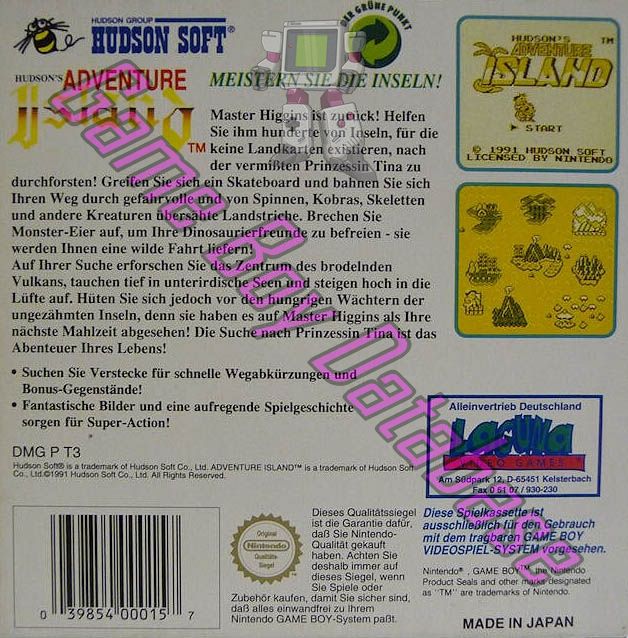 HUDSON GROUP
HUDSON SOFT®
DER GRÜNE PUNKT
HUDSON'S ADVENTURE
Island™
MEISTERN SIE DIE INSELN!
Master Higgins ist zurück! Helfen
Sie ihm hunderte von Inseln, für die
keine Landkarten existieren, nach
der vermißten Prinzessin Tina zu
durchforsten! Greifen Sie sich ein Skateboard und bahnen Sie sich
Ihren Weg durch gefahrvolle und von Spinnen, Kobras, Skeletten
und andere Kreaturen übersähte Landstriche. Brechen Sie
Monster-Eier auf, um Ihre Dinosaurierfreunde zu befreien - sie
werden Ihnen eine wilde Fahrt liefern!
Auf Ihrer Suche erforschen Sie das Zentrum des brodelnden
Vulkans, tauchen tief in unterirdische Seen und steigen hoch in die
Lüfte auf. Hüten Sie sich jedoch vor den hungrigen Wächtern der
ungezähmten Inseln, denn sie haben es auf Master Higgins als Ihre
nächste Mahlzeit abgesehen! Die Suche nach Prinzessin Tina ist das
Abenteuer Ihres Lebens!
• Suchen Sie Verstecke für schnelle Wegabkürzungen und
Bonus-Gegenstände!
• Fantastische Bilder und eine aufregende Spielgeschichte
sorgen für Super-Action!
HUDSON'S
ADVENTURE
ISLAND™
▶ START
© 1991 HUDSON SOFT
LICENSED BY NINTENDO
DMG P T3
Hudson Soft® is a trademark of Hudson Soft Co., Ltd. ADVENTURE ISLAND™ is a trademark of Hudson Soft
Co., Ltd.©1991 Hudson Soft Co., Ltd. All Rights Reserved.
Alleinvertrieb Deutschland
Laguna
VIDEO GAMES™
Am Südpark 12, D-65451 Kelsterbach
Fax 0 61 07 / 930-230
0 39854 00015 7
Original
Nintendo
Qualitäts-
Siegel
Dieses Qualitätssiegel
ist die Garantie dafür,
daß Sie Nintendo-
Qualität gekauft
haben. Achten Sie
deshalb immer auf
dieses Siegel, wenn
Sie Spiele oder
Zubehör kaufen, damit Sie sicher sind,
daß alles einwandfrei zu Ihrem
Nintendo GAME BOY-System paßt.
Diese Spielkassette ist
ausschließlich für den Gebrauch
mit dem tragbaren GAME BOY
VIDEOSPIEL-SYSTEM vorgesehen.
Nintendo®, GAME BOY™, the Nintendo
Product Seals and other marks designated
as "TM" are trademarks of Nintendo.
MADE IN JAPAN
Game Boy Database